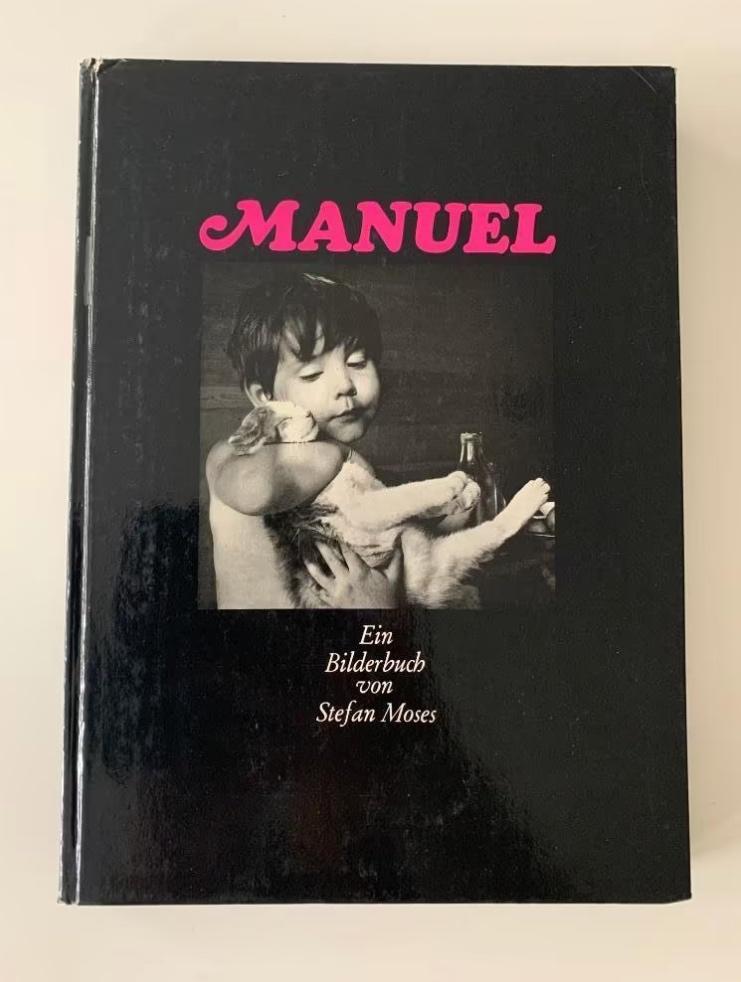 MANUEL
Ein
Bilderbuch
von
Stefan Moses